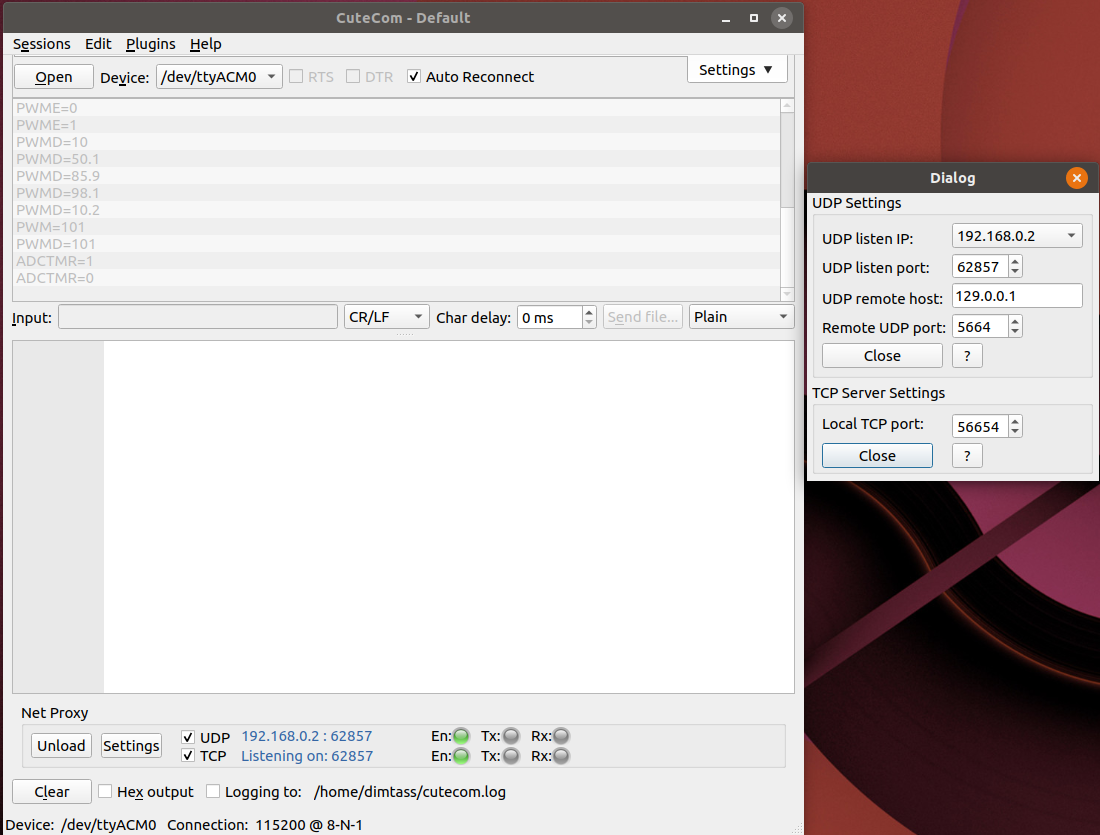 CuteCom - Default
Sessions Edit Plugins Help
Open Device: /dev/ttyACM0 RTS DTR Auto Reconnect Settings ▼
PWME=0
PWME=1
PWMD=10
PWMD=50.1
PWMD=85.9
PWMD=98.1
PWMD=10.2
PWM=101
PWMD=101
ADCTMR=1
ADCTMR=0
Input: CR/LF Char delay: 0 ms Send file... Plain
Net Proxy
Unload Settings
UDP 192.168.0.2 : 62857 En: Tx: Rx:
TCP Listening on: 62857 En: Tx: Rx:
Clear Hex output Logging to: /home/dimtass/cutecom.log
Device: /dev/ttyACM0 Connection: 115200 @ 8-N-1
Dialog
UDP Settings
UDP listen IP: 192.168.0.2
UDP listen port: 62857
UDP remote host: 129.0.0.1
Remote UDP port: 5664
Close ?
TCP Server Settings
Local TCP port: 56654
Close ?